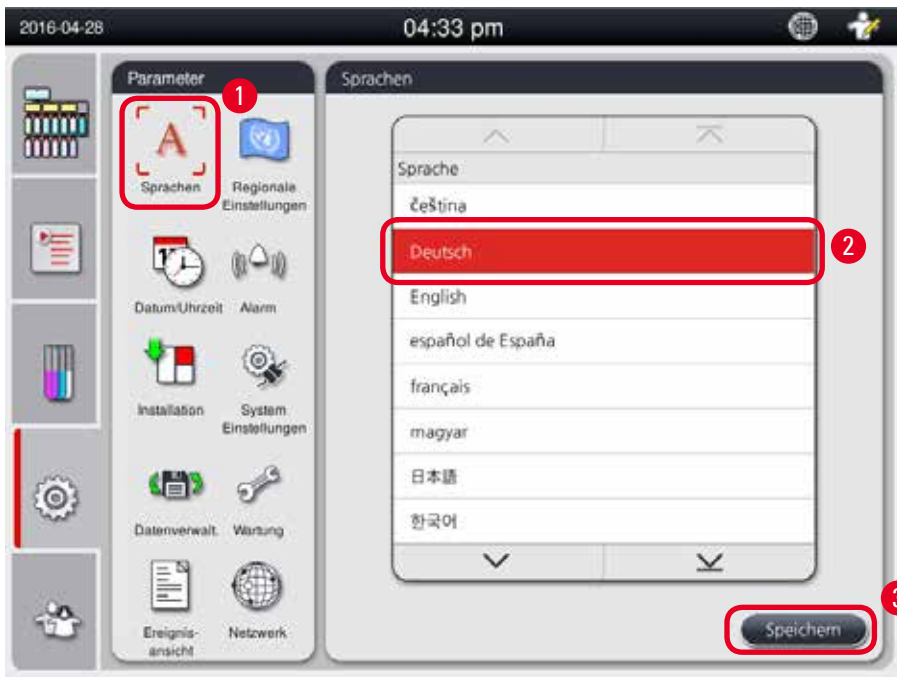 2016-04-28
04:33 pm
Parameter
1
Sprachen
Regionale
Einstellungen
Datum/Uhrzeit
Alarm
Installation
System
Einstellungen
Datenverwalt.
Wartung
Ereignis-
ansicht
Netzwerk
Sprachen
Sprache
čeština
Deutsch
2
English
español de España
français
magyar
日本語
한국어
Speichern
3